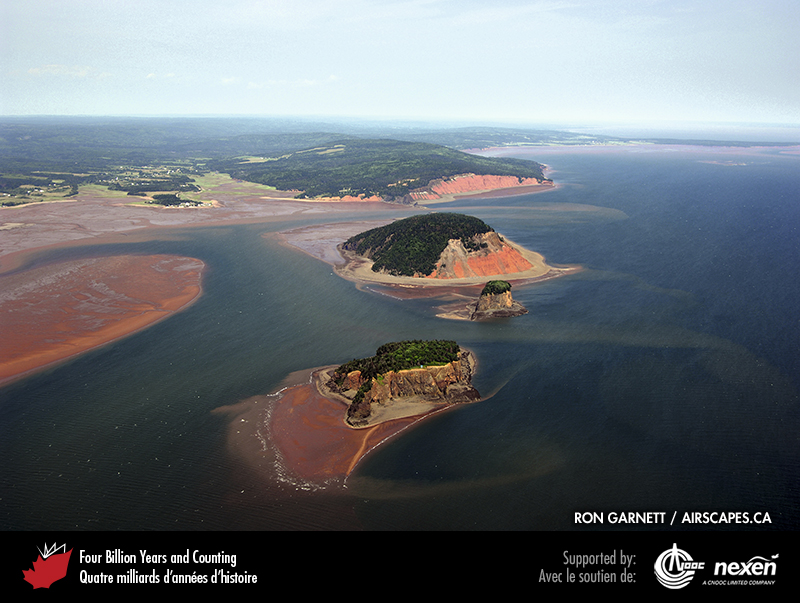 RON GARNETT / AIRSCAPES.CA
Four Billion Years and Counting
Quatre milliards d'années d'histoire
Supported by:
Avec le soutien de:
CNOOC
nexen
A CNOOC LIMITED COMPANY